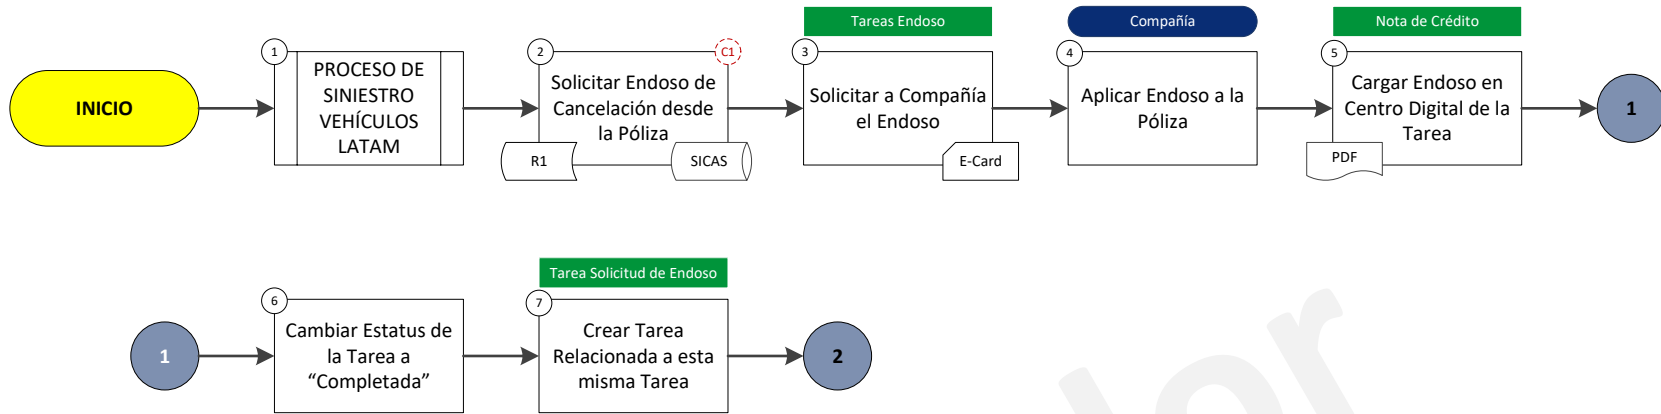 Tareas Endoso
Compañía
Nota de Crédito
INICIO
1
PROCESO DE
SINIESTRO
VEHÍCULOS
LATAM
2
C1
Solicitar Endoso de
Cancelación desde
la Póliza
R1
SICAS
3
Solicitar a Compañía
el Endoso
E-Card
4
Aplicar Endoso a la
Póliza
5
Cargar Endoso en
Centro Digital de la
Tarea
PDF
1
1
6
Cambiar Estatus de
la Tarea a
“Completada”
Tarea Solicitud de Endoso
7
Crear Tarea
Relacionada a esta
misma Tarea
2